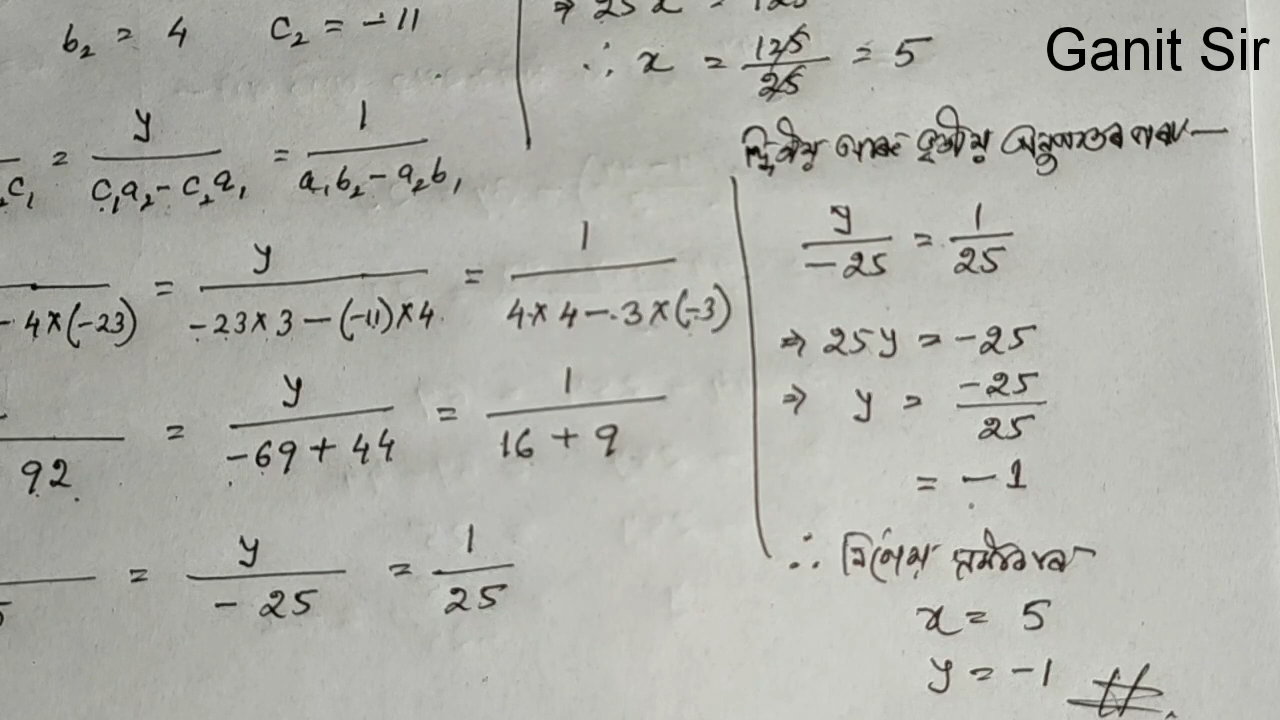 b₂ = 4 c₂ = -11
c₁ = y/(c₁a₂ - c₂a₁) = 1/(a₁b₂ - a₂b₁)
- 4×(-23) = y/(-23×3-(-11)×4) = 1/(4×4-3×(-3))
92 = y/(-69+44) = 1/(16+9)
= y/(-25) = 1/25
⇒ 25x = 125
∴ x = 125/25 = 5
Ganit Sir
দ্বিতীয় তৃতীয় —
y/(-25) = 1/25
⇒ 25y = -25
⇒ y = -25/25
= -1
∴ নির্ণেয় সমাধান
x = 5
y = -1